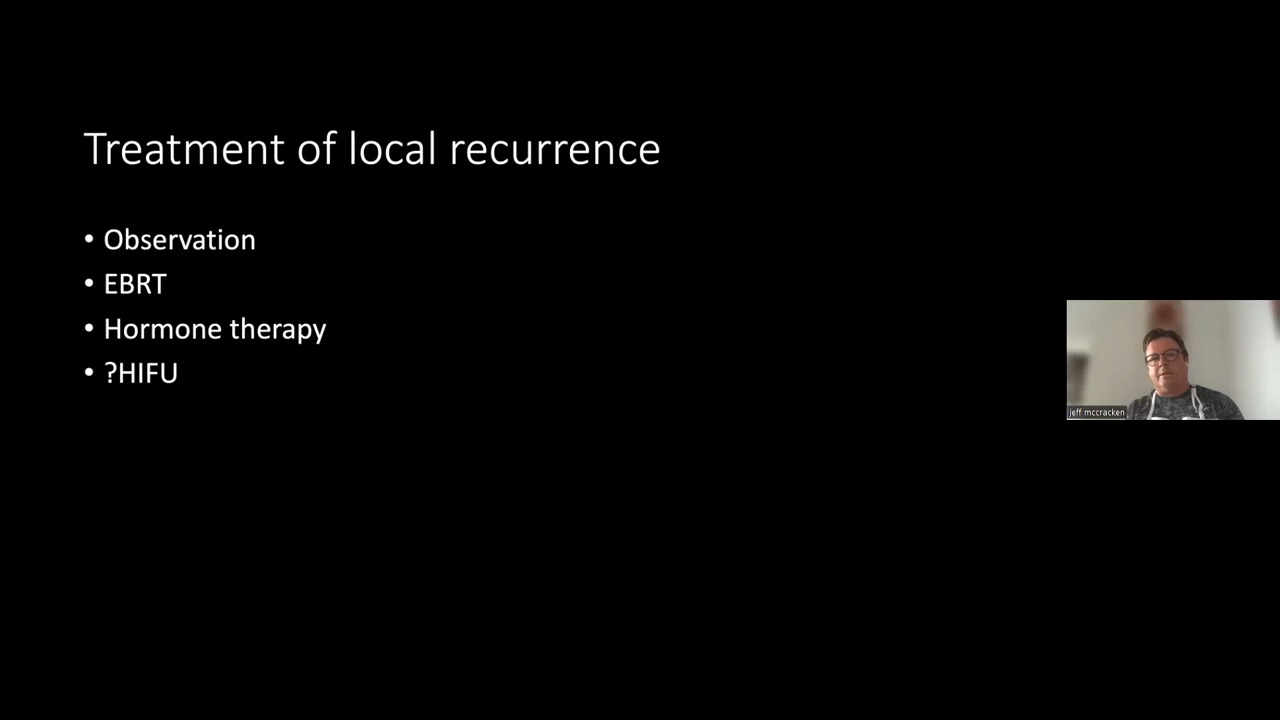 Treatment of local recurrence
• Observation
• EBRT
• Hormone therapy
• ?HIFU
jeff mccracken